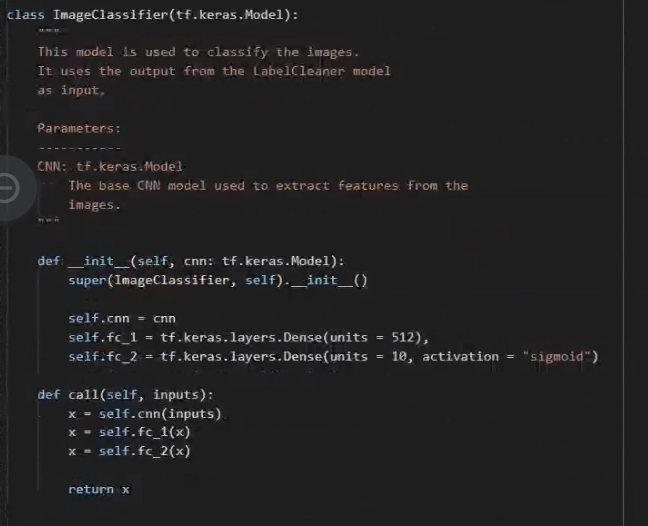 class ImageClassifier(tf.keras.Model):
"""
This model is used to classify the images.
It uses the output from the LabelCleaner model
as input.
Parameters:
-----------
CNN: tf.keras.Model
The base CNN model used to extract features from the
images.
"""
def __init__(self, cnn: tf.keras.Model):
super(ImageClassifier, self).__init__()
self.cnn = cnn
self.fc_1 = tf.keras.layers.Dense(units = 512),
self.fc_2 = tf.keras.layers.Dense(units = 10, activation = "sigmoid")
def call(self, inputs):
x = self.cnn(inputs)
x = self.fc_1(x)
x = self.fc_2(x)
return x